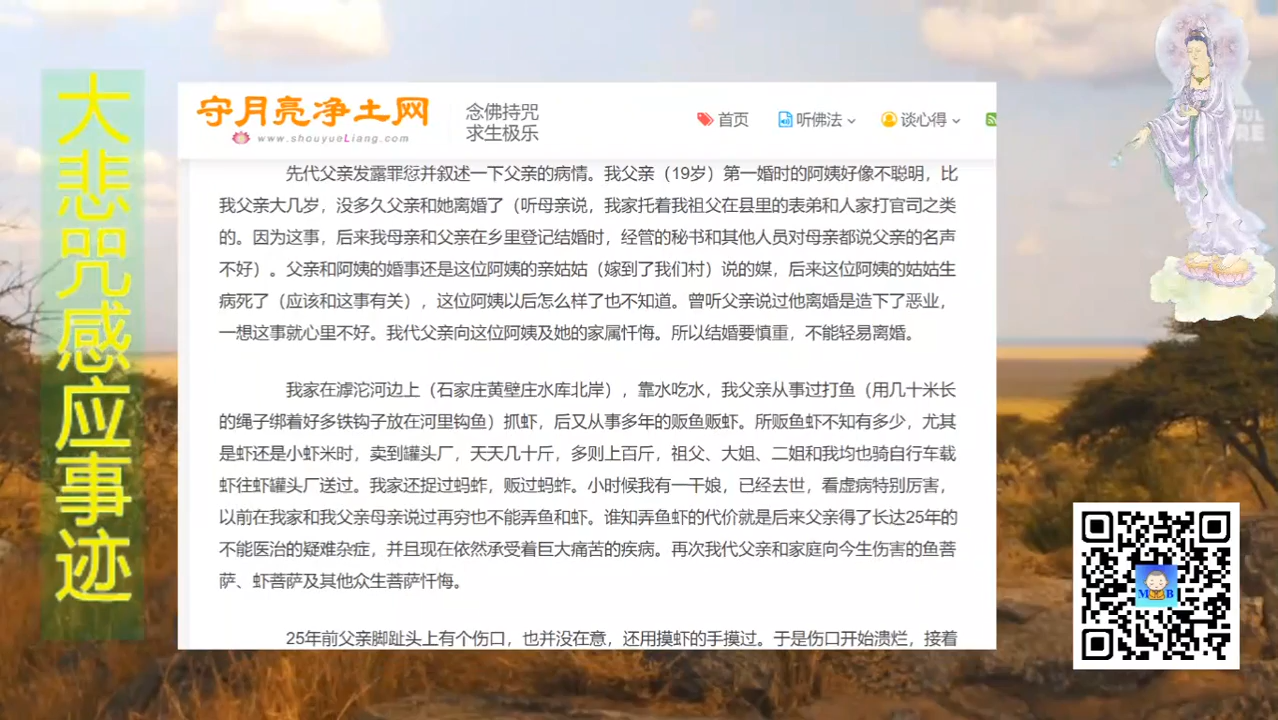 大悲咒感应事迹
守月亮净土网
www.shouyueLiang.com
念佛持咒
求生极乐
首页
听佛法
谈心得
先代父亲发露罪愆并叙述一下父亲的病情。我父亲（19岁）第一婚时的阿姨好像不聪明，比
我父亲大几岁，没多久父亲和她离婚了（听母亲说，我家托着我祖父在县里的表弟和人家打官司之类
的。因为这事，后来我母亲和父亲在乡里登记结婚时，经管的秘书和其他人员对母亲都说父亲的名声
不好）。父亲和阿姨的婚事还是这位阿姨的亲姑姑（嫁到了我们村）说的媒，后来这位阿姨的姑姑生
病死了（应该和这事有关），这位阿姨以后怎么样了也不知道。曾听父亲说过他离婚是造下了恶业，
一想这事就心里不好。我代父亲向这位阿姨及她的家属忏悔。所以结婚要慎重，不能轻易离婚。
我家在滹沱河边上（石家庄黄壁庄水库北岸），靠水吃水，我父亲从事过打鱼（用几十米长
的绳子绑着好多铁钩子放在河里钩鱼）抓虾，后又从事多年的贩鱼贩虾。所贩鱼虾不知有多少，尤其
是虾还是小虾米时，卖到罐头厂，天天几十斤，多则上百斤，祖父、大姐、二姐和我均也骑自行车载
虾往虾罐头厂送过。我家还捉过蚂蚱，贩过蚂蚱。小时候我有一干娘，已经去世，看虚病特别厉害，
以前在我家和我父亲母亲说过再穷也不能弄鱼和虾。谁知弄鱼虾的代价就是后来父亲得了长达25年的
不能医治的疑难杂症，并且现在依然承受着巨大痛苦的疾病。再次我代父亲和家庭向今生伤害的鱼菩
萨、虾菩萨及其他众生菩萨忏悔。
25年前父亲脚趾头上有个伤口，也并没在意，还用摸虾的手摸过。于是伤口开始溃烂，接着
M B